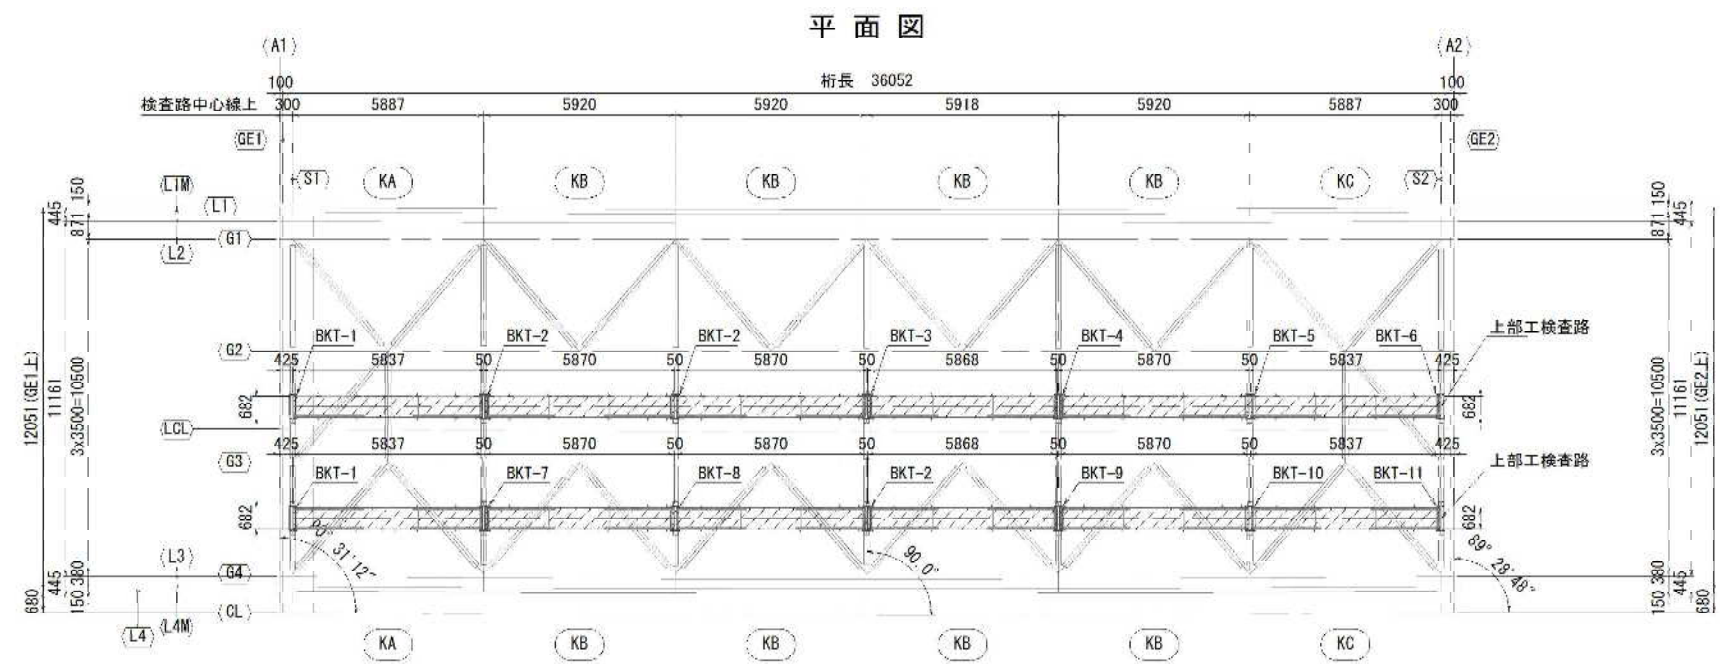 平面図
A1 A2
100 桁長 36052 100
検査路中心線上 300 5887 5920 5920 5918 5920 5887 300
GE1 GE2
S1 KA KB KB KB KB KC S2
L1M 150 150
L1 445 445
871 871
G1
L2
BKT-1 BKT-2 BKT-2 BKT-3 BKT-4 BKT-5 BKT-6 上部工検査路
G2
425 5837 50 5870 50 5870 50 5868 50 5870 50 5837 425
12051(GE1上) 11161 3x3500=10500 682 682 3x3500=10500 11161 12051(GE2上)
LCL
425 5837 50 5870 50 5870 50 5868 50 5870 50 5837 425
G3
BKT-1 BKT-7 BKT-8 BKT-2 BKT-9 BKT-10 BKT-11 上部工検査路
682 682
90° 31'12" 90.0° 89° 28'48"
L3
G4
380 380
445 445
150 150
680 680
CL
L4 L4M
KA KB KB KB KB KC